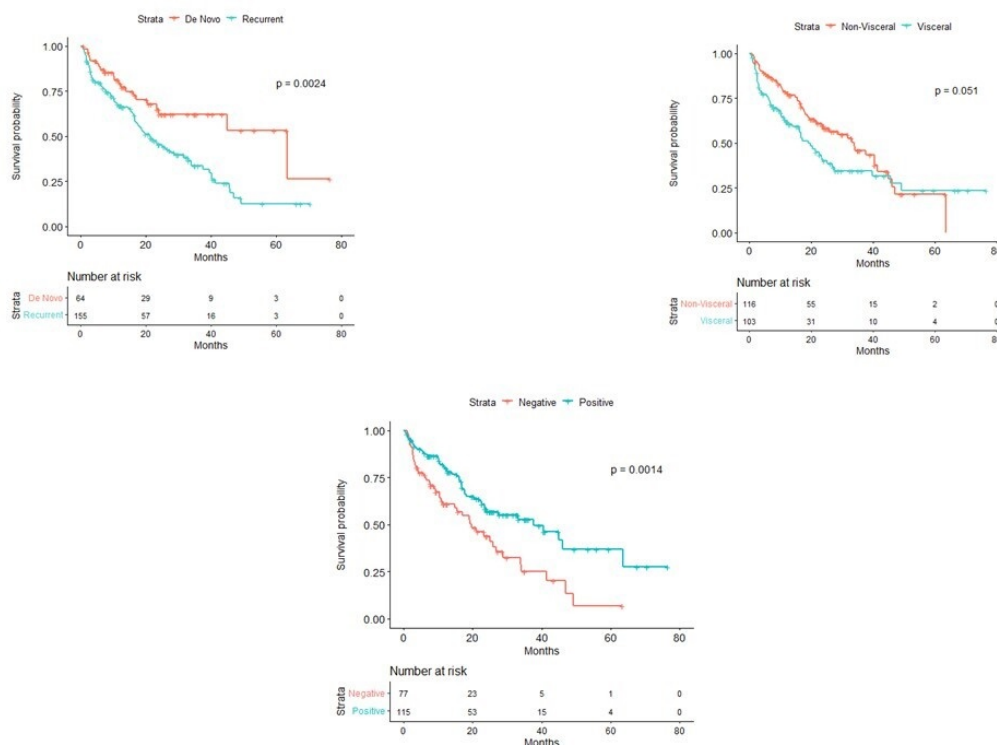 Strata De Novo Recurrent
1.00
p = 0.0024
0.75
0.50
0.25
0.00
Survival probability
0 20 40 60 80
Months
Number at risk
Strata
De Novo 64 29 9 3 0
Recurrent 155 57 16 3 0
0 20 40 60 80
Months
Strata Non-Visceral Visceral
1.00
p = 0.051
0.75
0.50
0.25
0.00
Survival probability
0 20 40 60 80
Months
Number at risk
Strata
Non-Visceral 116 55 15 2 0
Visceral 103 31 10 4 0
0 20 40 60 80
Months
Strata Negative Positive
1.00
p = 0.0014
0.75
0.50
0.25
0.00
Survival probability
0 20 40 60 80
Months
Number at risk
Strata
Negative 77 23 5 1 0
Positive 115 53 15 4 0
0 20 40 60 80
Months